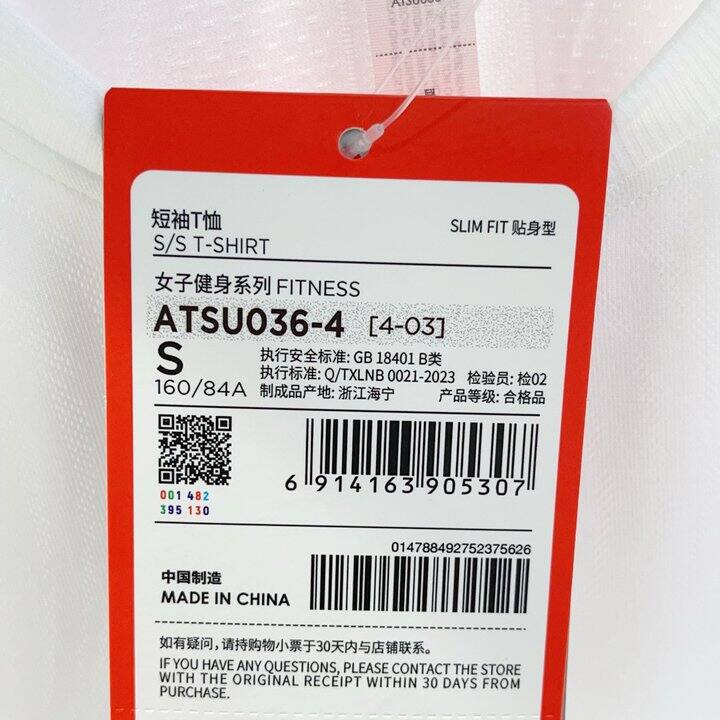 短袖T恤
S/S T-SHIRT
SLIM FIT 贴身型
女子健身系列 FITNESS
ATSU036-4 [4-03]
S
160/84A
执行安全标准: GB 18401 B类
执行标准: Q/TXLNB 0021-2023 检验员: 检02
制成品产地: 浙江海宁 产品等级: 合格品
001 482
395 130
6 914163 905307
014788492752375626
中国制造
MADE IN CHINA
如有疑问，请持购物小票于30天内与店铺联系。
IF YOU HAVE ANY QUESTIONS, PLEASE CONTACT THE STORE
WITH THE ORIGINAL RECEIPT WITHIN 30 DAYS FROM
PURCHASE.